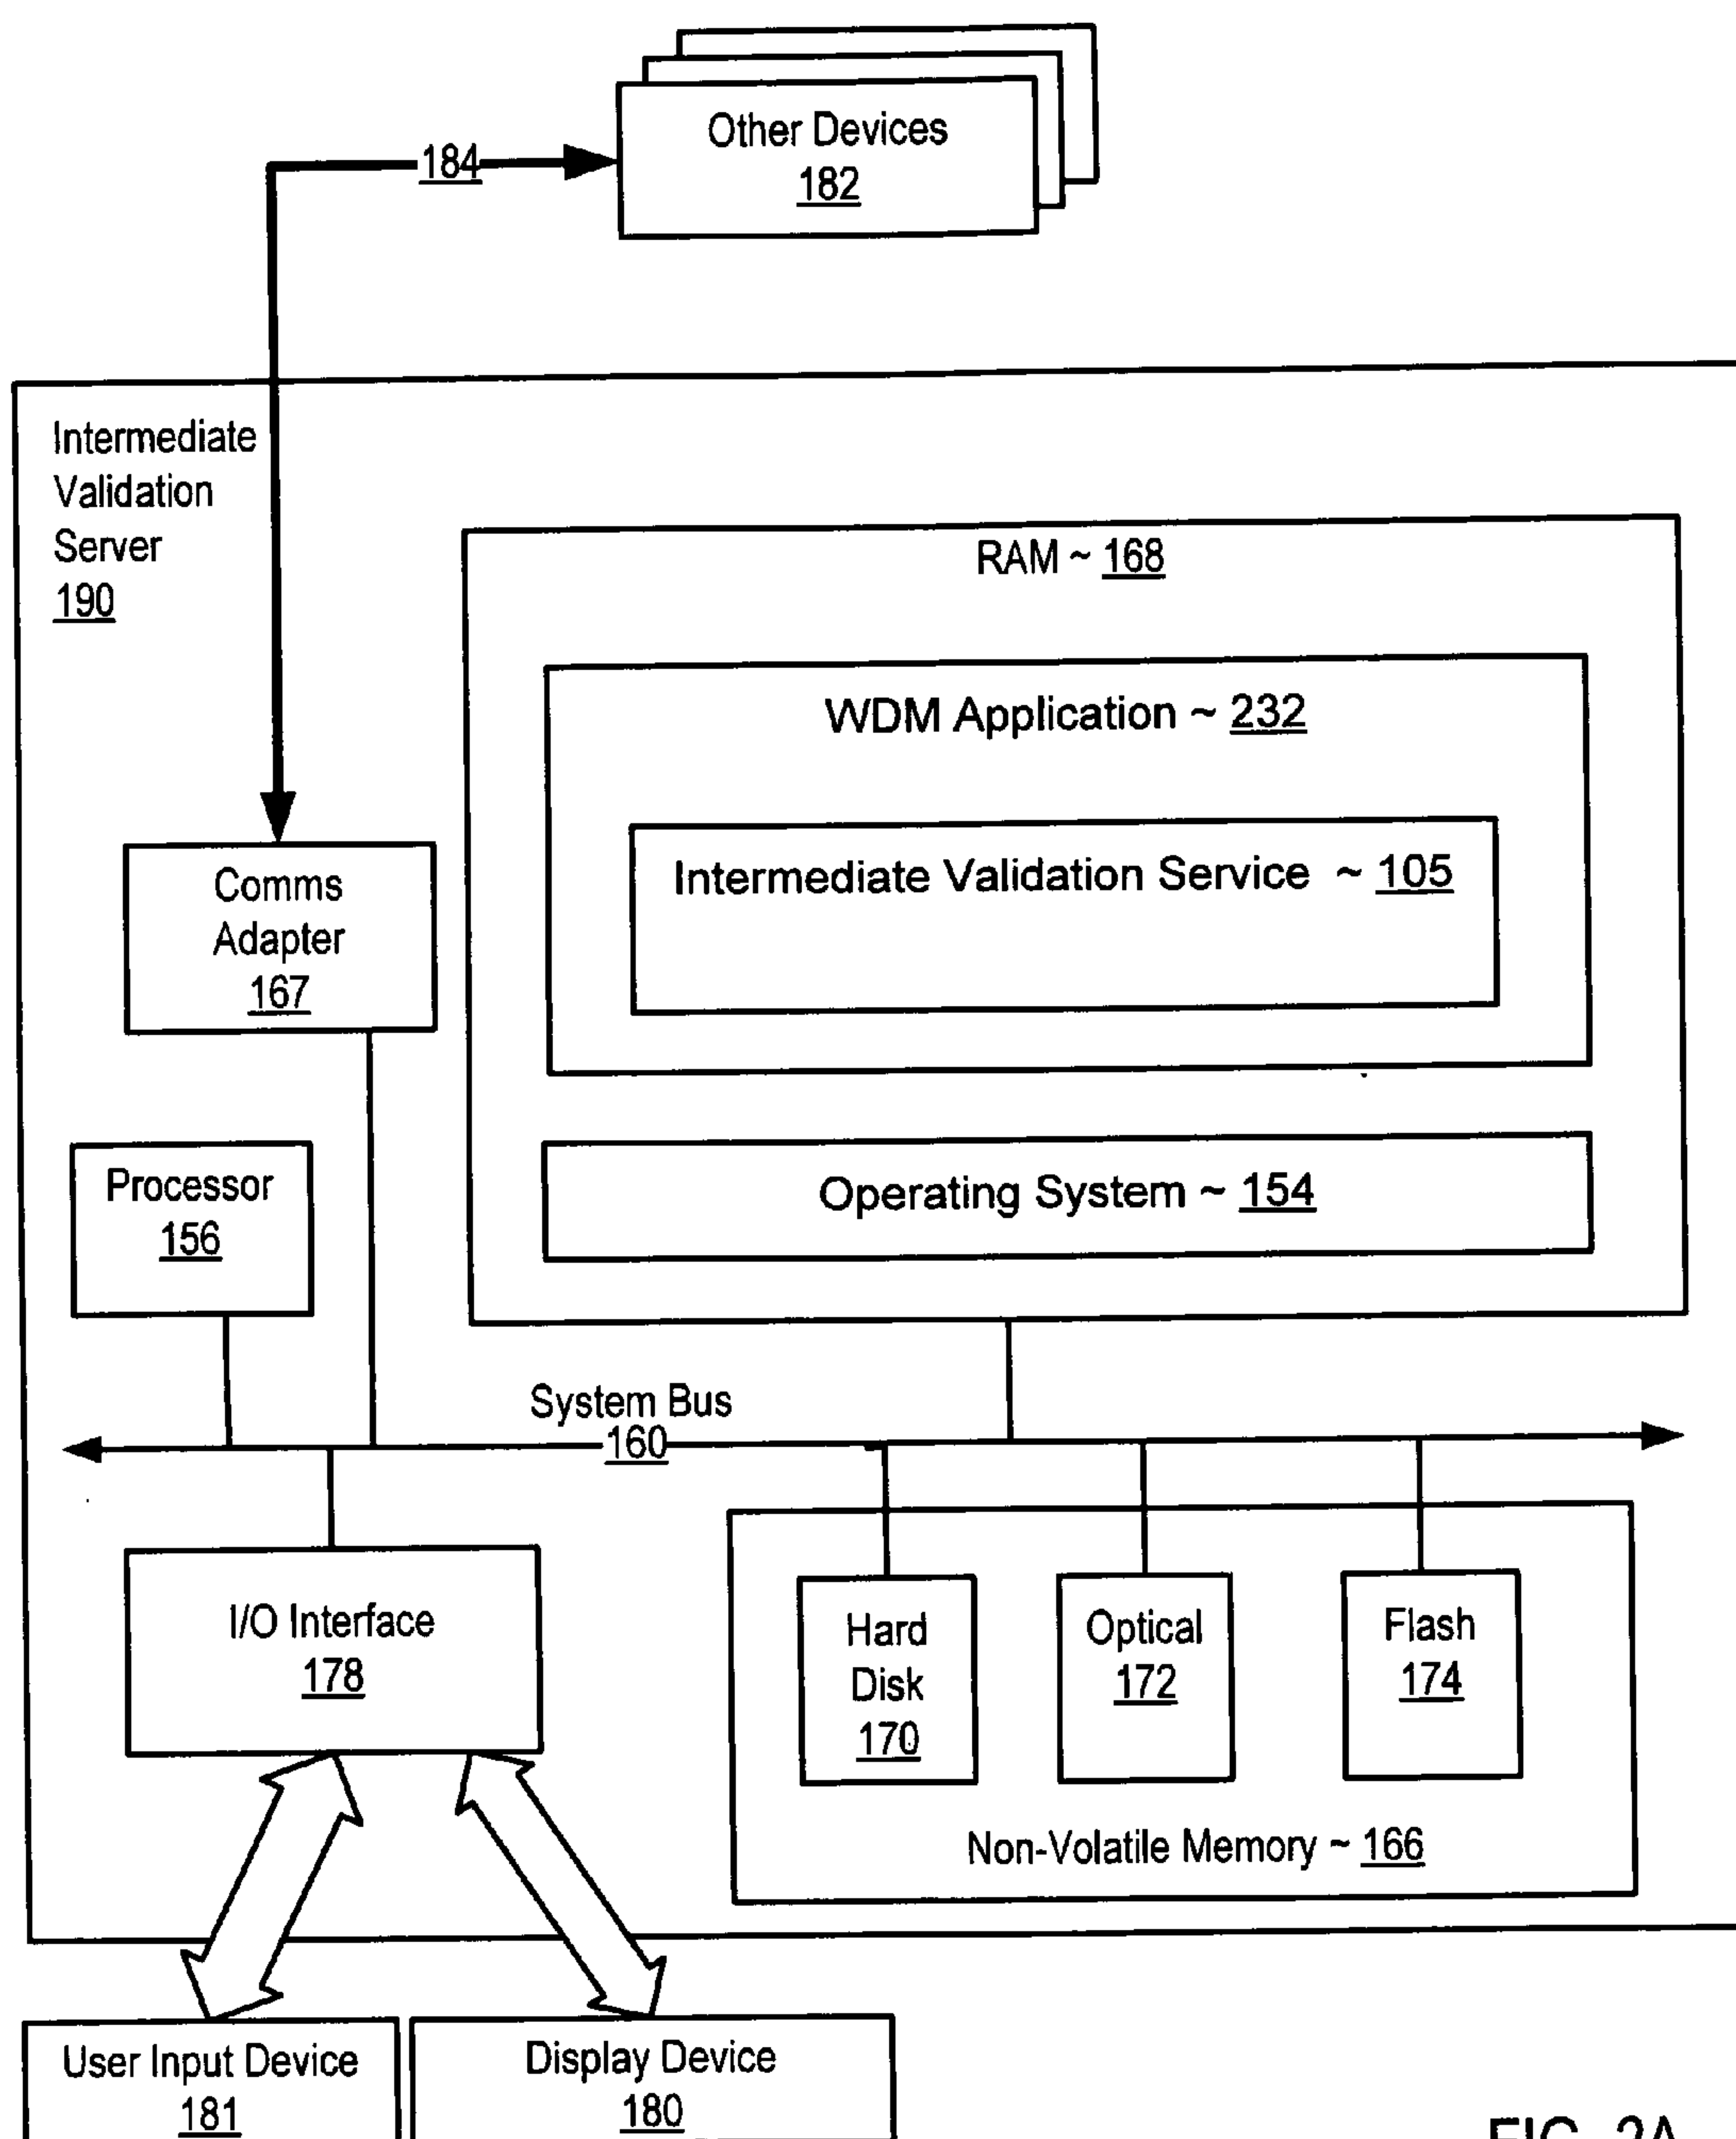 Other Devices
182
184
Intermediate
Validation
Server
190
RAM ~ 168
WDM Application ~ 232
Intermediate Validation Service ~ 105
Comms
Adapter
167
Processor
156
Operating System ~ 154
System Bus
160
I/O Interface
178
Hard
Disk
170
Optical
172
Flash
174
Non-Volatile Memory ~ 166
User Input Device
181
Display Device
180
FIG. 2A